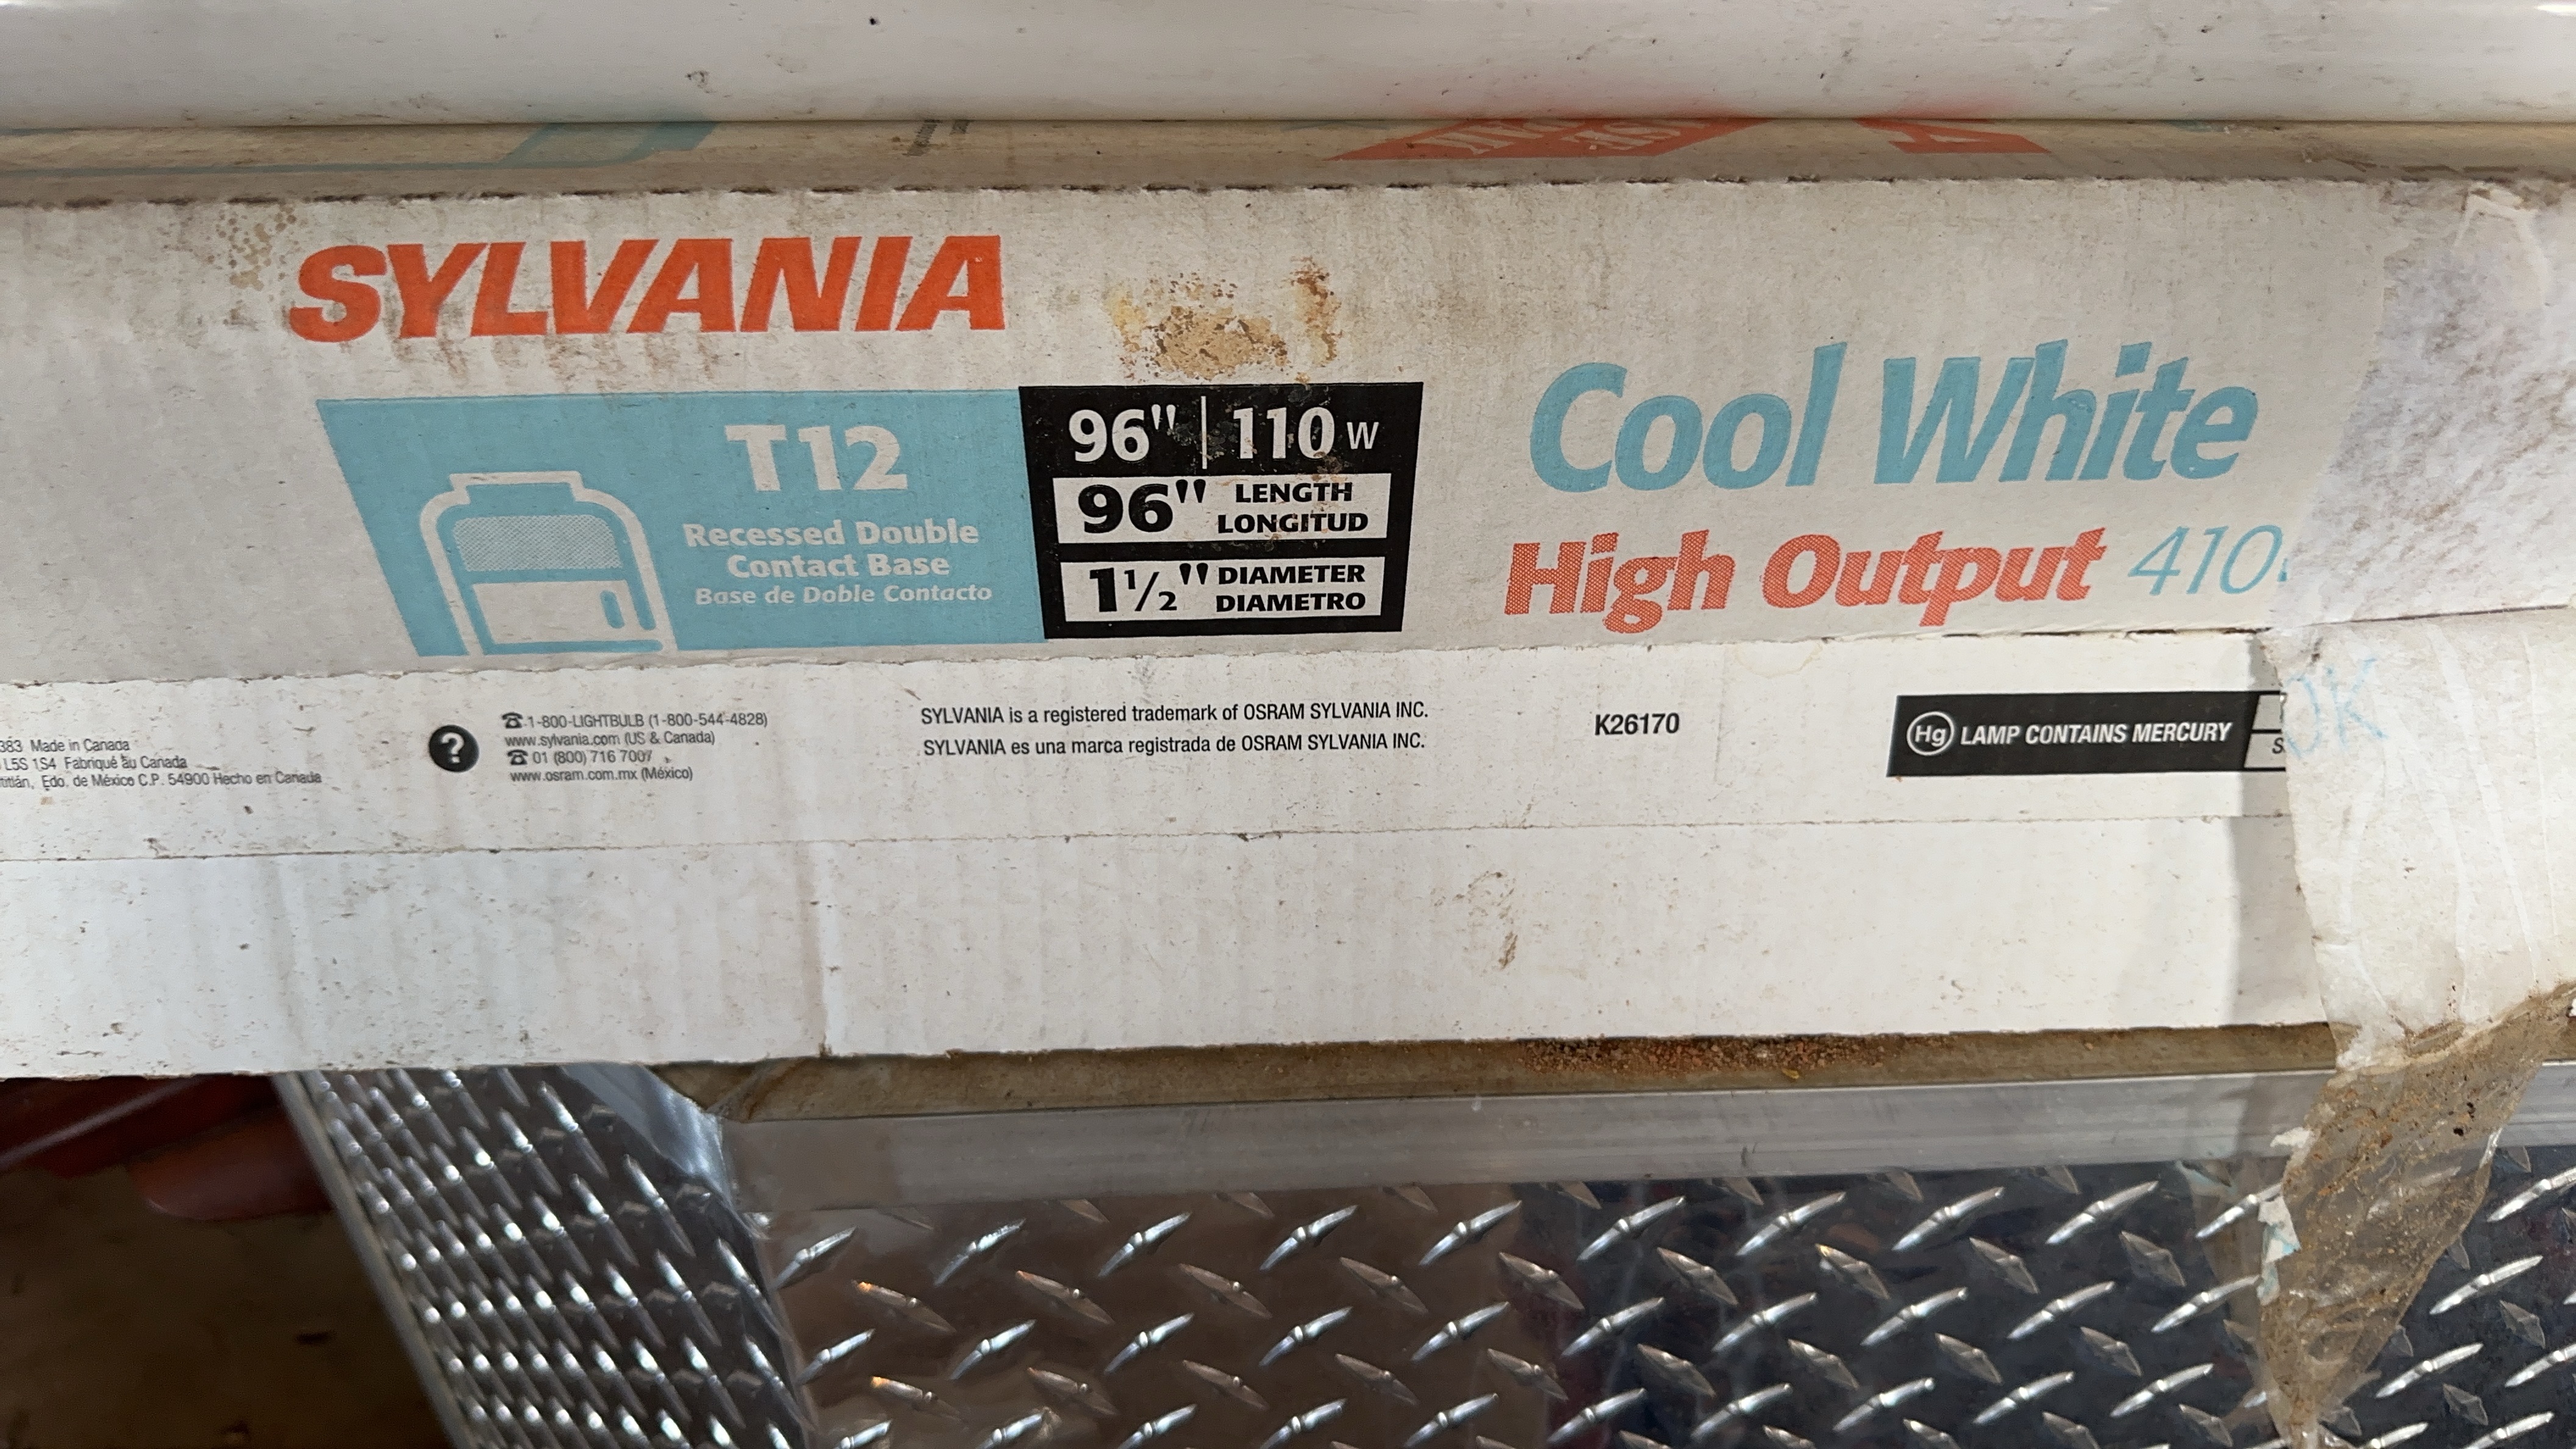 SYLVANIA
T12
Recessed Double
Contact Base
Base de Doble Contacto
96" | 110 W
96" LENGTH
LONGITUD
1 1/2" DIAMETER
DIAMETRO
Cool White
High Output 410
383 Made in Canada
L5S 1S4 Fabriqué au Canada
Edo. de México C.P. 54900 Hecho en Canada
?
☎ 1-800-LIGHTBULB (1-800-544-4828)
www.sylvania.com (US & Canada)
☎ 01 (800) 716 7007
www.osram.com.mx (México)
SYLVANIA is a registered trademark of OSRAM SYLVANIA INC.
SYLVANIA es una marca registrada de OSRAM SYLVANIA INC.
K26170
Hg LAMP CONTAINS MERCURY